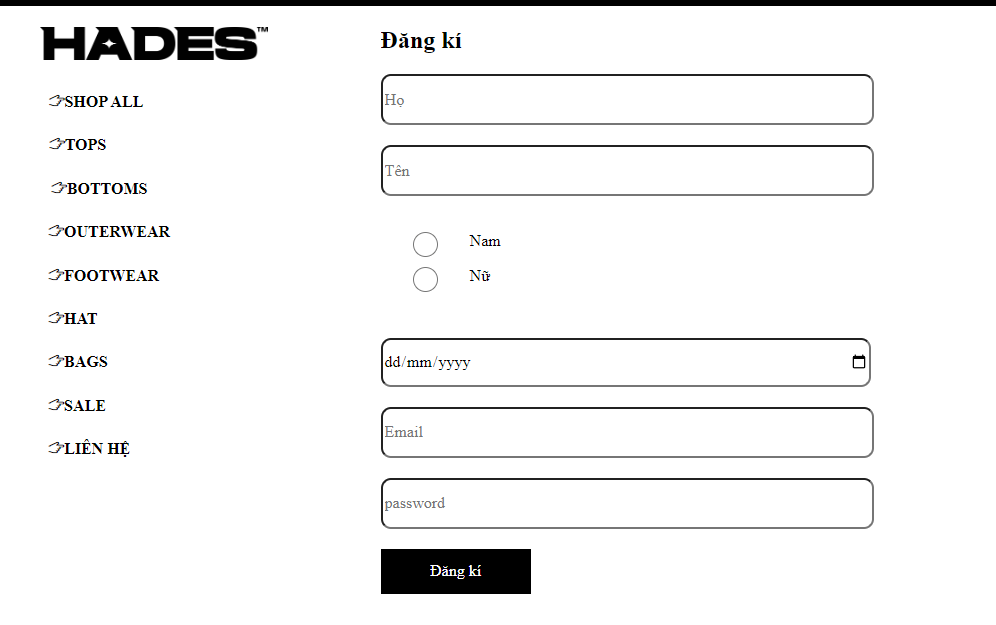 HADES™
👉SHOP ALL
👉TOPS
👉BOTTOMS
👉OUTERWEAR
👉FOOTWEAR
👉HAT
👉BAGS
👉SALE
👉LIÊN HỆ
Đăng kí
Họ
Tên
Nam
Nữ
dd/mm/yyyy
Email
password
Đăng kí